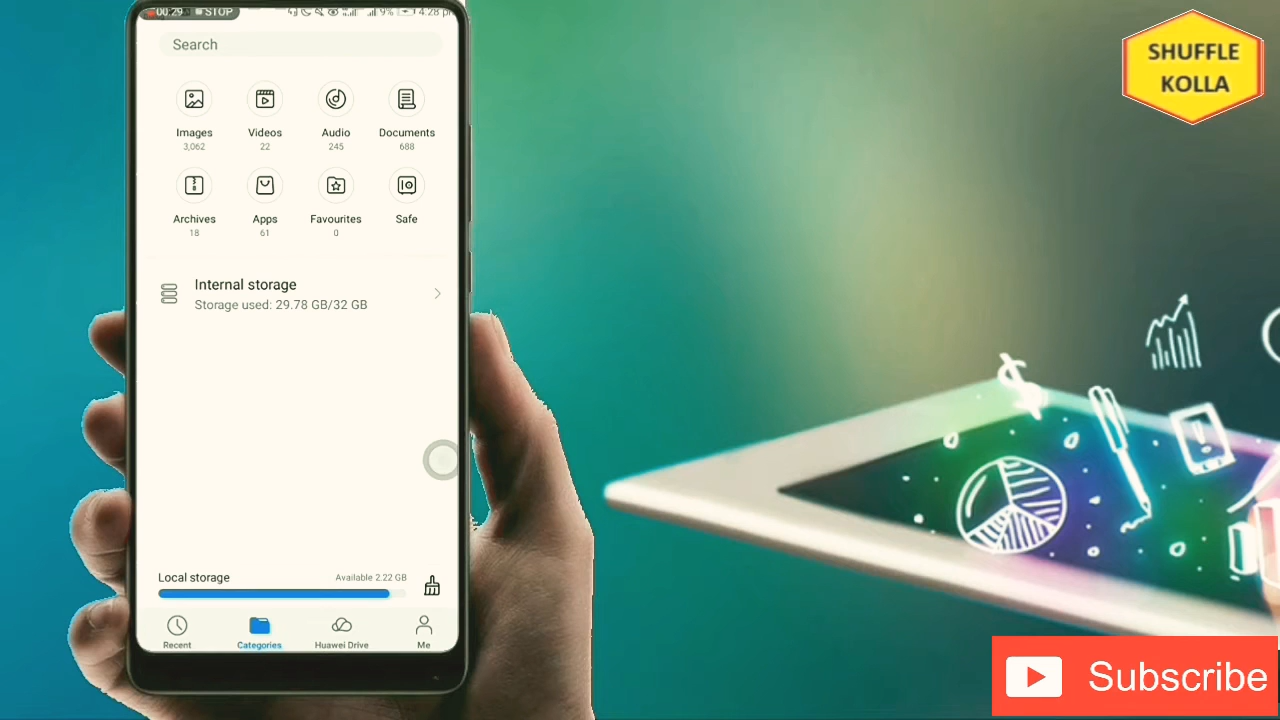 00:29 STOP
9% 4:28 pm
Search
Images
3,062
Videos
22
Audio
245
Documents
688
Archives
18
Apps
61
Favourites
0
Safe
Internal storage
Storage used: 29.78 GB/32 GB
Local storage
Available 2.22 GB
Recent
Categories
Huawei Drive
Me
SHUFFLE
KOLLA
Subscribe